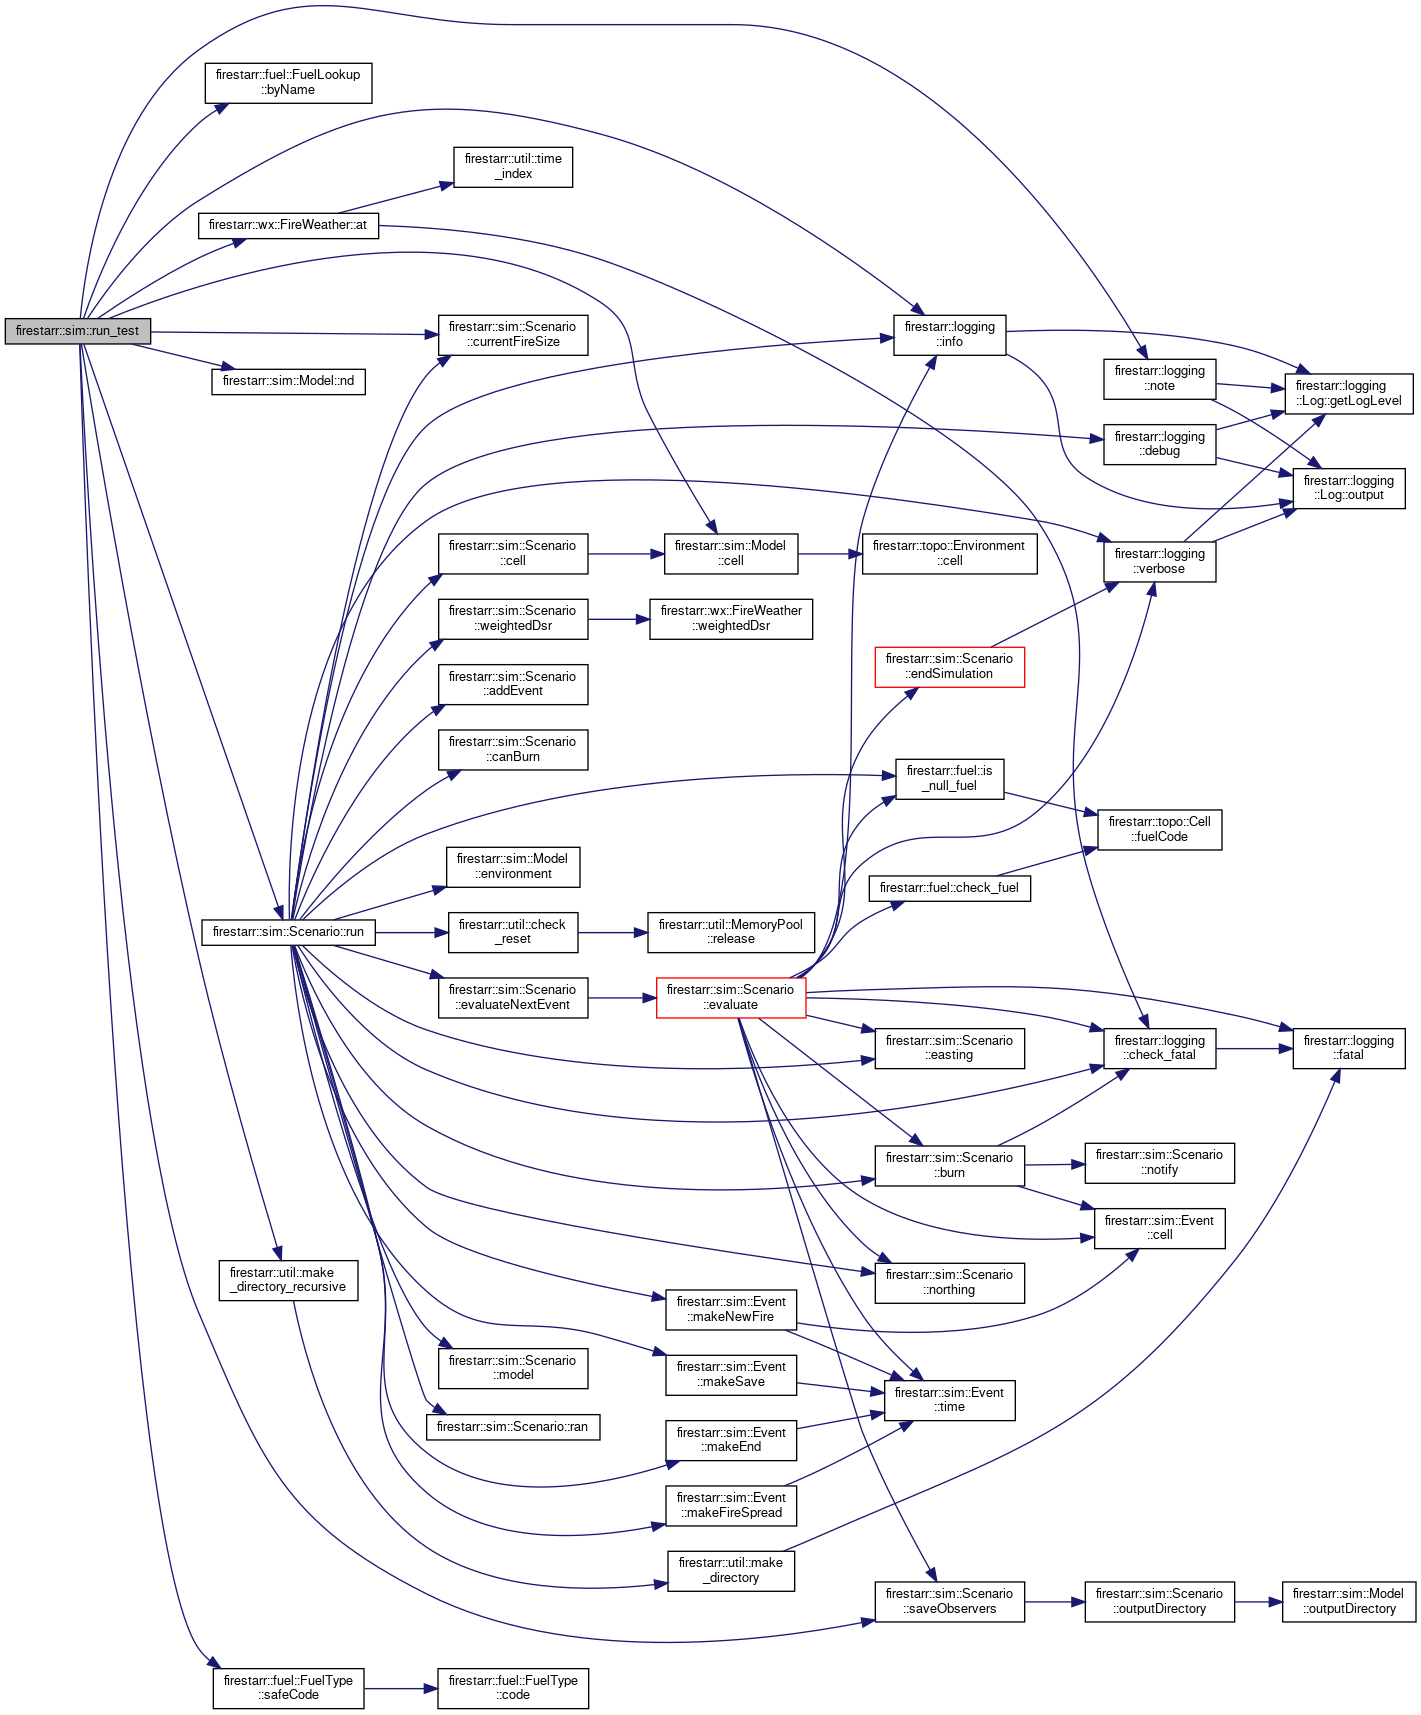 firestarr::sim::run_test
firestarr::fuel::FuelLookup
::byName
firestarr::wx::FireWeather::at
firestarr::sim::Model::nd
firestarr::sim::Scenario::run
firestarr::util::make
_directory_recursive
firestarr::fuel::FuelType
::safeCode
firestarr::util::time
_index
firestarr::sim::Scenario
::currentFireSize
firestarr::sim::Scenario
::cell
firestarr::sim::Scenario
::weightedDsr
firestarr::sim::Scenario
::addEvent
firestarr::sim::Scenario
::canBurn
firestarr::sim::Model
::environment
firestarr::util::check
_reset
firestarr::sim::Scenario
::evaluateNextEvent
firestarr::sim::Scenario
::model
firestarr::sim::Scenario::ran
firestarr::fuel::FuelType
::code
firestarr::sim::Model
::cell
firestarr::wx::FireWeather
::weightedDsr
firestarr::util::MemoryPool
::release
firestarr::sim::Scenario
::evaluate
firestarr::sim::Event
::makeNewFire
firestarr::sim::Event
::makeSave
firestarr::sim::Event
::makeEnd
firestarr::sim::Event
::makeFireSpread
firestarr::util::make
_directory
firestarr::logging
::info
firestarr::topo::Environment
::cell
firestarr::sim::Scenario
::endSimulation
firestarr::fuel::is
_null_fuel
firestarr::fuel::check_fuel
firestarr::sim::Scenario
::easting
firestarr::sim::Scenario
::burn
firestarr::sim::Scenario
::northing
firestarr::sim::Event
::time
firestarr::sim::Scenario
::saveObservers
firestarr::logging
::note
firestarr::logging
::debug
firestarr::logging
::verbose
firestarr::topo::Cell
::fuelCode
firestarr::logging
::check_fatal
firestarr::sim::Scenario
::notify
firestarr::sim::Event
::cell
firestarr::sim::Scenario
::outputDirectory
firestarr::logging
::Log::getLogLevel
firestarr::logging
::Log::output
firestarr::logging
::fatal
firestarr::sim::Model
::outputDirectory